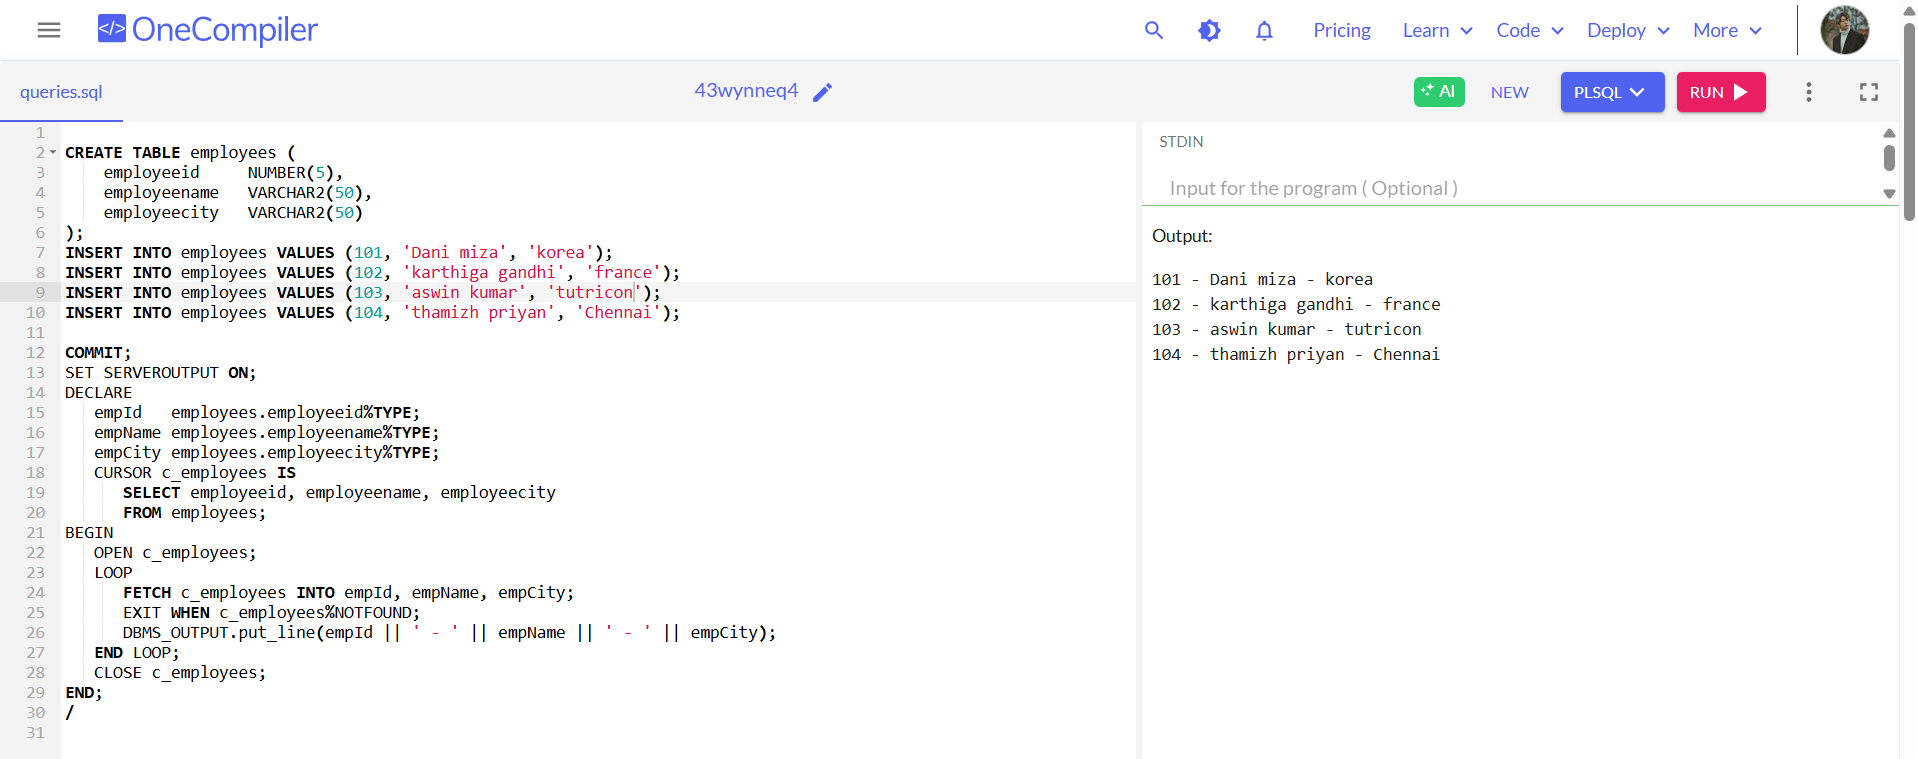 OneCompiler
Pricing Learn Code Deploy More
queries.sql
43wynneq4
AI NEW PLSQL RUN
1
2 CREATE TABLE employees (
3     employeeid     NUMBER(5),
4     employeename   VARCHAR2(50),
5     employeecity   VARCHAR2(50)
6 );
7 INSERT INTO employees VALUES (101, 'Dani miza', 'korea');
8 INSERT INTO employees VALUES (102, 'karthiga gandhi', 'france');
9 INSERT INTO employees VALUES (103, 'aswin kumar', 'tutricon');
10 INSERT INTO employees VALUES (104, 'thamizh priyan', 'Chennai');
11
12 COMMIT;
13 SET SERVEROUTPUT ON;
14 DECLARE
15    empId   employees.employeeid%TYPE;
16    empName employees.employeename%TYPE;
17    empCity employees.employeecity%TYPE;
18    CURSOR c_employees IS
19       SELECT employeeid, employeename, employeecity
20       FROM employees;
21 BEGIN
22    OPEN c_employees;
23    LOOP
24       FETCH c_employees INTO empId, empName, empCity;
25       EXIT WHEN c_employees%NOTFOUND;
26       DBMS_OUTPUT.put_line(empId || ' - ' || empName || ' - ' || empCity);
27    END LOOP;
28    CLOSE c_employees;
29 END;
30 /
31
STDIN
Input for the program ( Optional )
Output:
101 - Dani miza - korea
102 - karthiga gandhi - france
103 - aswin kumar - tutricon
104 - thamizh priyan - Chennai